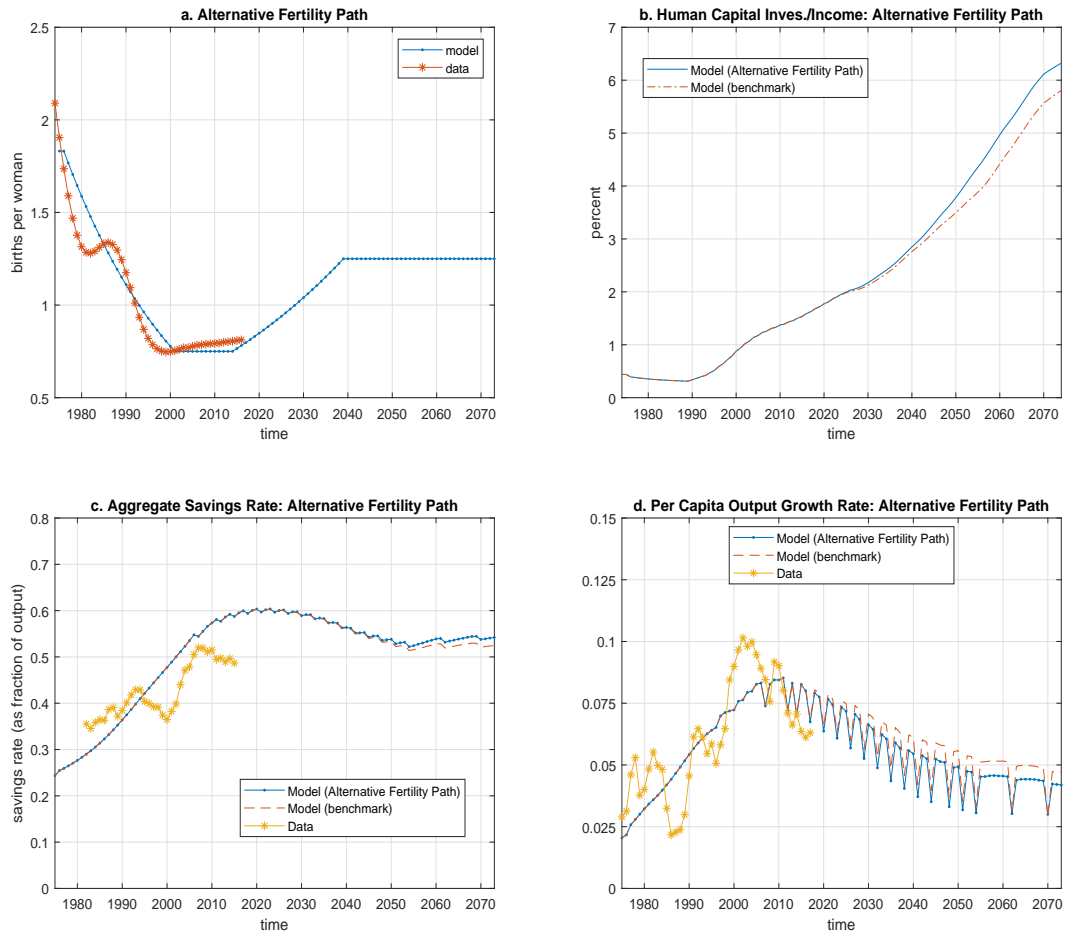 a. Alternative Fertility Path
2.5
2
1.5
1
0.5
births per woman
model
data
1980 1990 2000 2010 2020 2030 2040 2050 2060 2070
time
b. Human Capital Inves./Income: Alternative Fertility Path
7
6
5
4
3
2
1
0
percent
Model (Alternative Fertility Path)
Model (benchmark)
1980 1990 2000 2010 2020 2030 2040 2050 2060 2070
time
c. Aggregate Savings Rate: Alternative Fertility Path
0.8
0.7
0.6
0.5
0.4
0.3
0.2
0.1
0
savings rate (as fraction of output)
Model (Alternative Fertility Path)
Model (benchmark)
Data
1980 1990 2000 2010 2020 2030 2040 2050 2060 2070
time
d. Per Capita Output Growth Rate: Alternative Fertility Path
0.15
0.125
0.1
0.075
0.05
0.025
0
Model (Alternative Fertility Path)
Model (benchmark)
Data
1980 1990 2000 2010 2020 2030 2040 2050 2060 2070
time